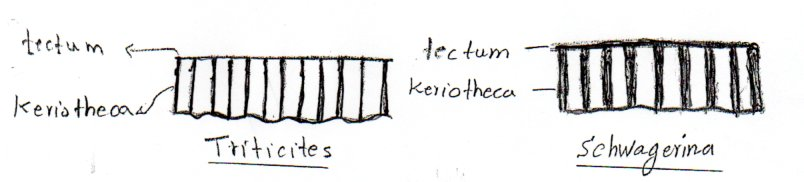 tectum
Keriotheca
Triticites
tectum
Keriotheca
Schwagerina